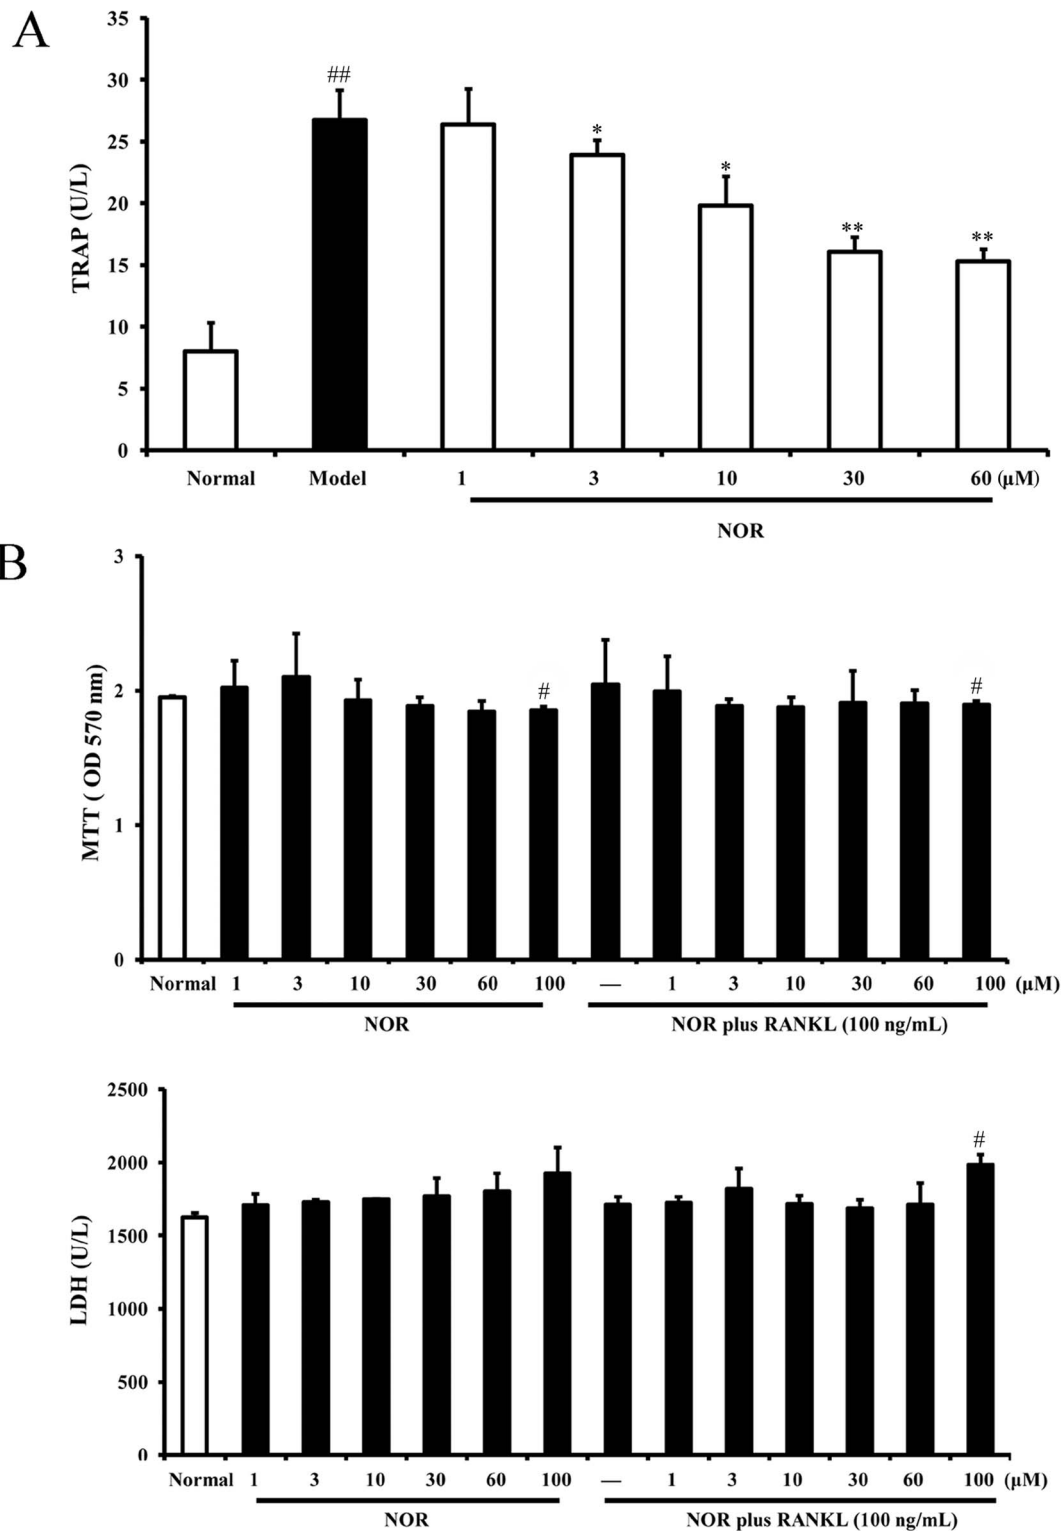 A
35
30
25
20
15
10
5
0
TRAP (U/L)
##
*
*
**
**
Normal Model 1 3 10 30 60 (μM)
NOR
B
3
2
1
0
MTT ( OD 570 nm)
#
#
Normal 1 3 10 30 60 100 — 1 3 10 30 60 100 (μM)
NOR NOR plus RANKL (100 ng/mL)
2500
2000
1500
1000
500
0
LDH (U/L)
#
Normal 1 3 10 30 60 100 — 1 3 10 30 60 100 (μM)
NOR NOR plus RANKL (100 ng/mL)